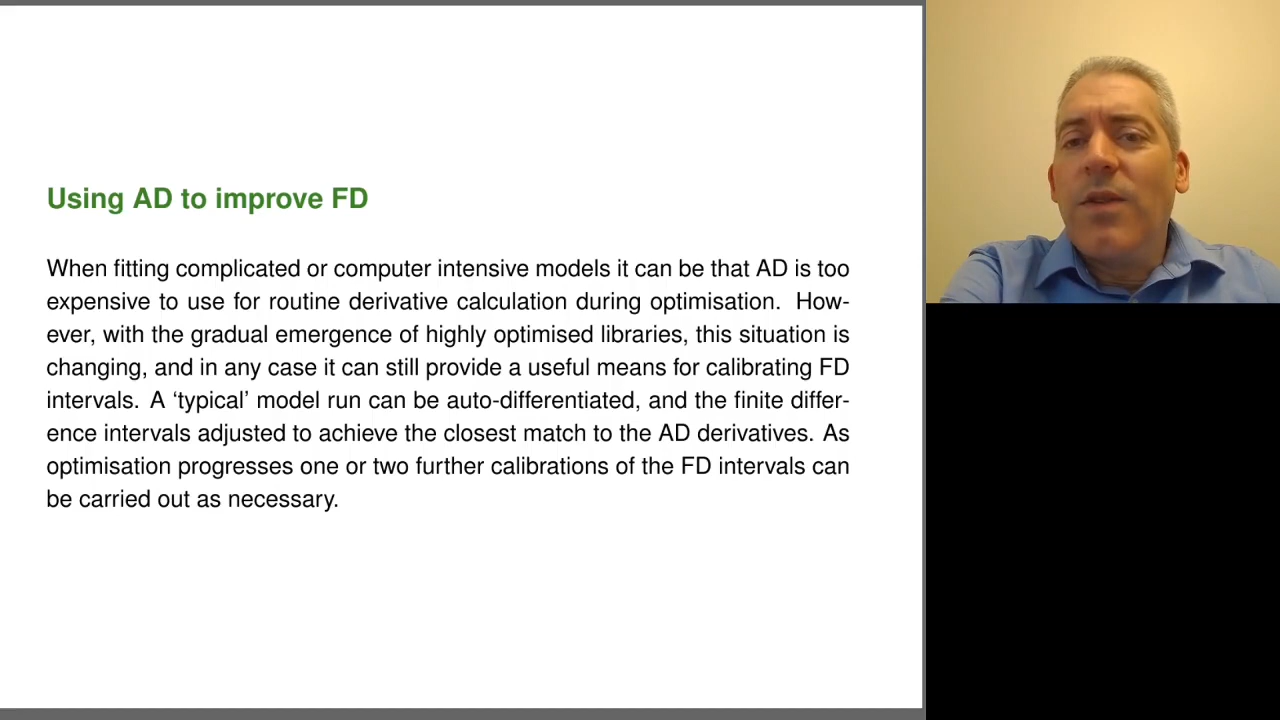 Using AD to improve FD
When fitting complicated or computer intensive models it can be that AD is too
expensive to use for routine derivative calculation during optimisation. How-
ever, with the gradual emergence of highly optimised libraries, this situation is
changing, and in any case it can still provide a useful means for calibrating FD
intervals. A ‘typical’ model run can be auto-differentiated, and the finite differ-
ence intervals adjusted to achieve the closest match to the AD derivatives. As
optimisation progresses one or two further calibrations of the FD intervals can
be carried out as necessary.